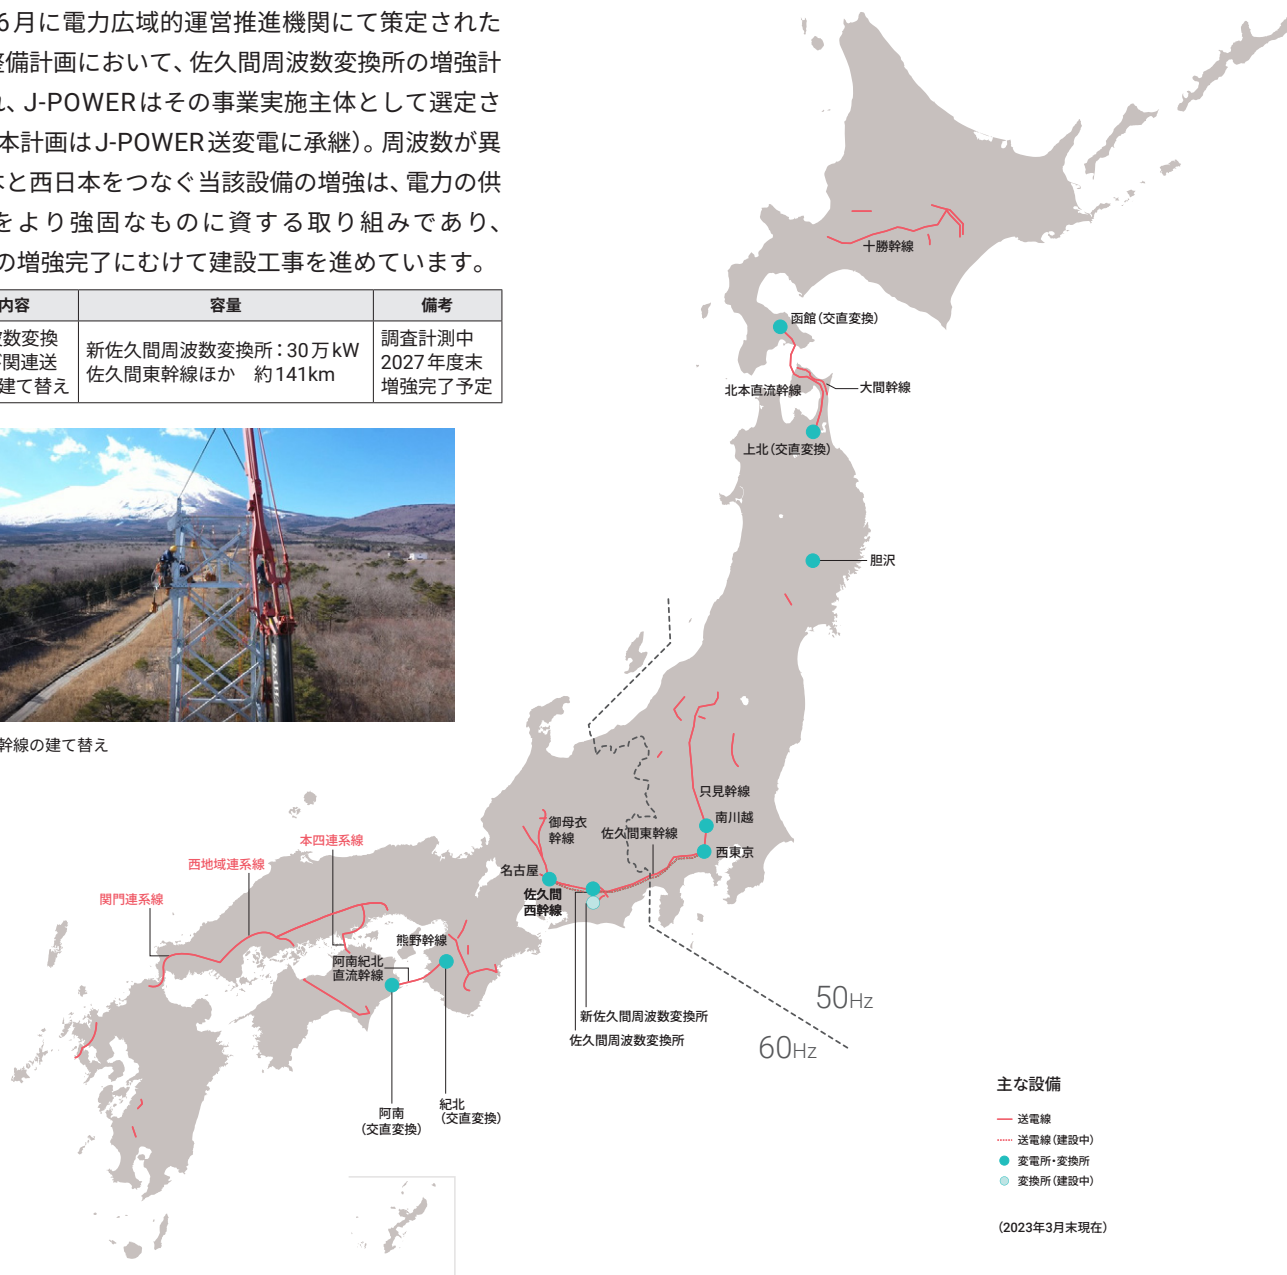 6月に電力広域的運営推進機関にて策定された
整備計画において、佐久間周波数変換所の増強計
れ、J-POWERはその事業実施主体として選定さ
本計画はJ-POWER送変電に承継）。周波数が異
本と西日本をつなぐ当該設備の増強は、電力の供
をより強固なものに資する取り組みであり、
の増強完了にむけて建設工事を進めています。
内容 容量 備考
数変換
関連送
建て替え
新佐久間周波数変換所：30万kW
佐久間東幹線ほか 約141km
調査計測中
2027年度末
増強完了予定
幹線の建て替え
十勝幹線
函館（交直変換）
北本直流幹線
大間幹線
上北（交直変換）
胆沢
只見幹線
南川越
西東京
御母衣
幹線
佐久間東幹線
名古屋
佐久間
西幹線
本四連系線
西地域連系線
関門連系線
熊野幹線
阿南紀北
直流幹線
新佐久間周波数変換所
佐久間周波数変換所
50Hz
60Hz
阿南
（交直変換）
紀北
（交直変換）
主な設備
送電線
送電線（建設中）
変電所・変換所
変換所（建設中）
（2023年3月末現在）